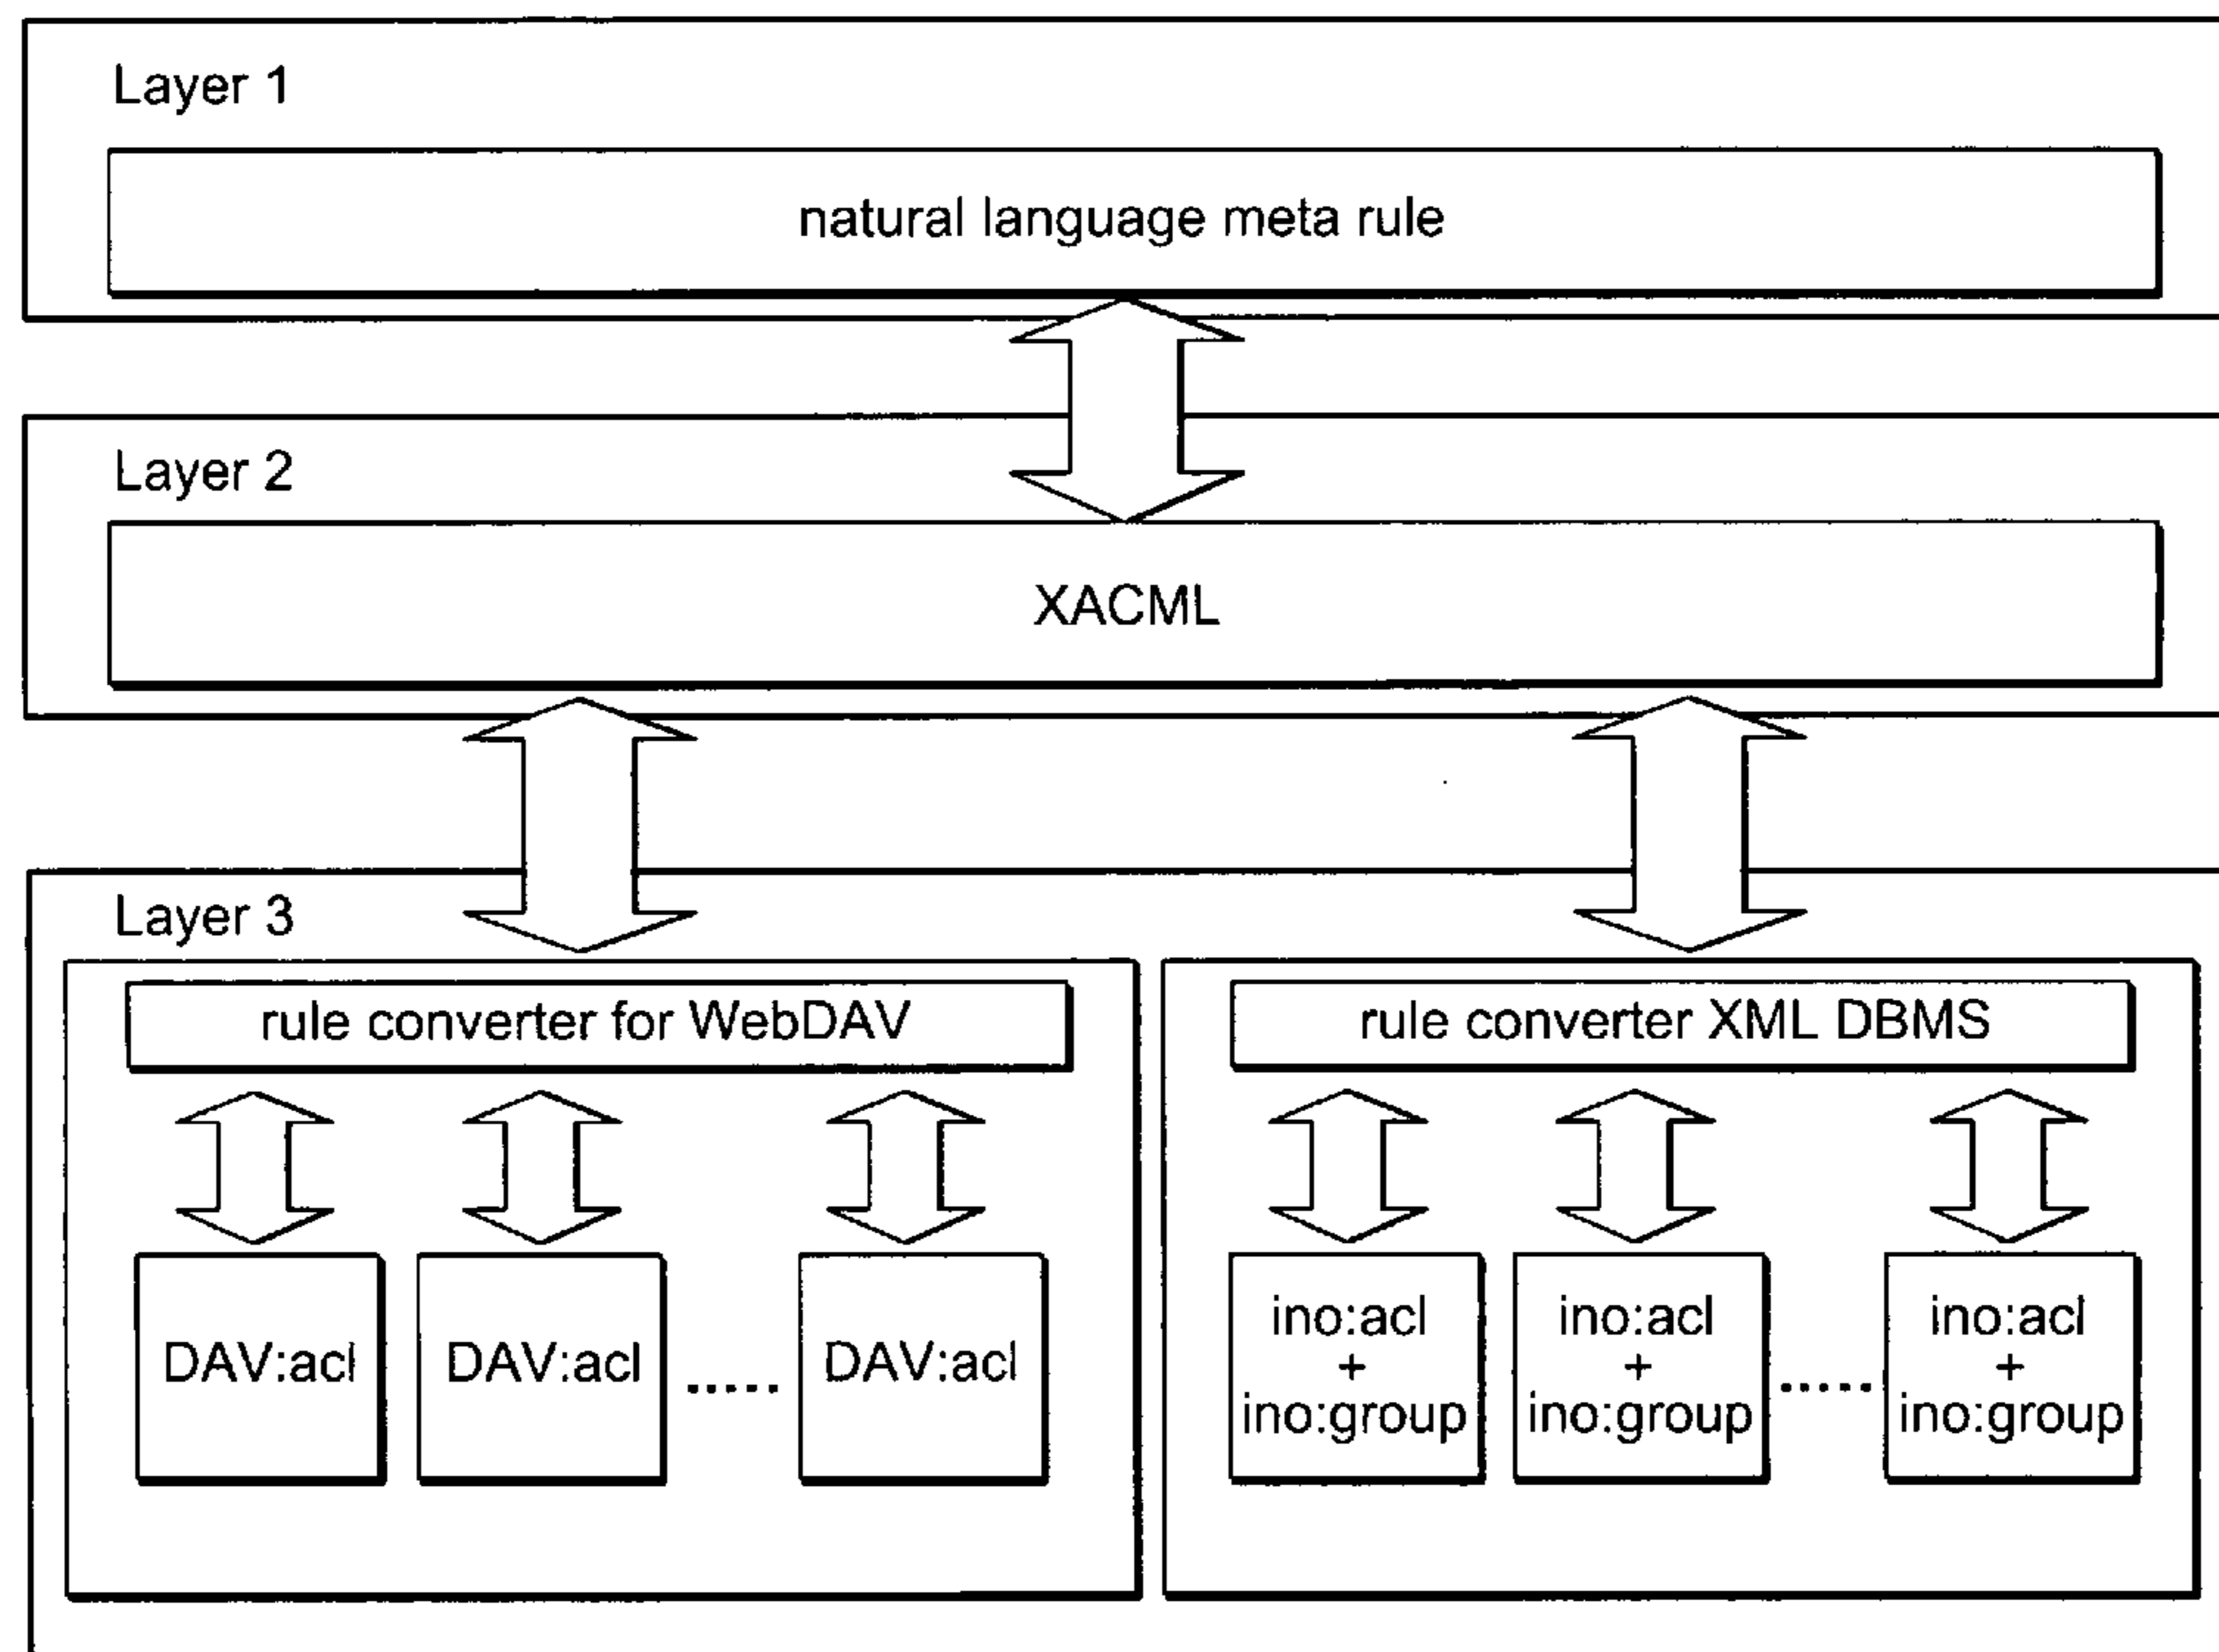 Layer 1
natural language meta rule
Layer 2
XACML
Layer 3
rule converter for WebDAV
DAV:acl
DAV:acl
.....
DAV:acl
rule converter XML DBMS
ino:acl
+
ino:group
ino:acl
+
ino:group
.....
ino:acl
+
ino:group